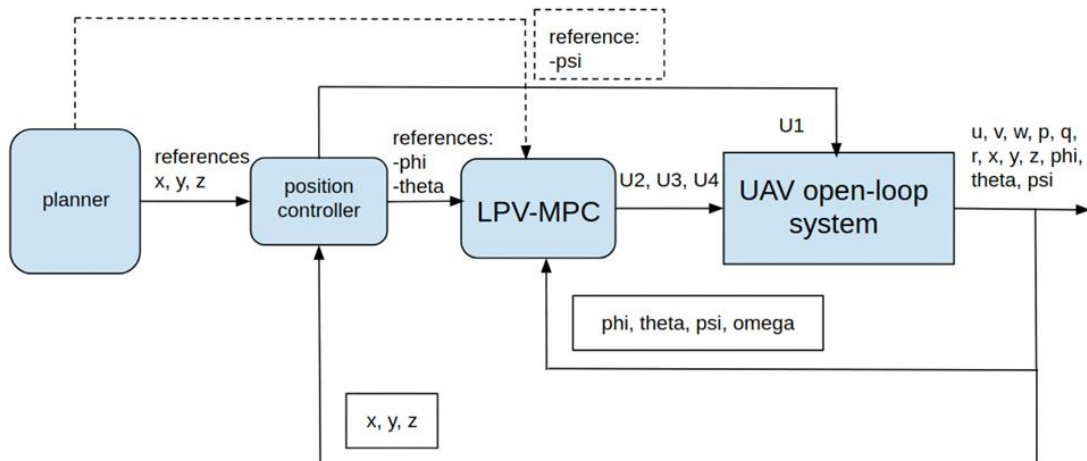 reference:
-psi
U1
u, v, w, p, q,
r, x, y, z, phi,
theta, psi
references:
-phi
-theta
references
x, y, z
planner
position
controller
LPV-MPC
U2, U3, U4
UAV open-loop
system
phi, theta, psi, omega
x, y, z